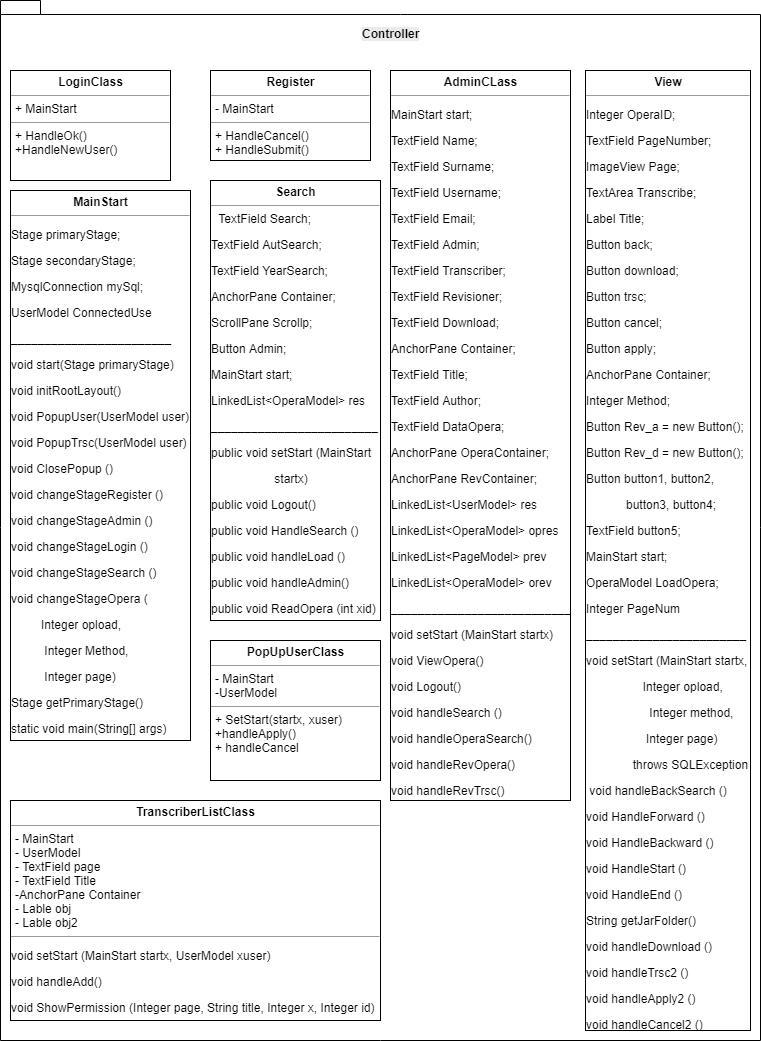 Controller
LoginClass
+ MainStart
+ HandleOk()
+HandleNewUser()
Register
- MainStart
+ HandleCancel()
+ HandleSubmit()
AdminCLass
MainStart start;
TextField Name;
TextField Surname;
TextField Username;
TextField Email;
TextField Admin;
TextField Transcriber;
TextField Revisioner;
TextField Download;
AnchorPane Container;
TextField Title;
TextField Author;
TextField DataOpera;
AnchorPane OperaContainer;
AnchorPane RevContainer;
LinkedList<UserModel> res
LinkedList<OperaModel> opres
LinkedList<PageModel> prev
LinkedList<OperaModel> orev
void setStart (MainStart startx)
void ViewOpera()
void Logout()
void handleSearch ()
void handleOperaSearch()
void handleRevOpera()
void handleRevTrsc()
View
Integer OperaID;
TextField PageNumber;
ImageView Page;
TextArea Transcribe;
Label Title;
Button back;
Button download;
Button trsc;
Button cancel;
Button apply;
AnchorPane Container;
Integer Method;
Button Rev_a = new Button();
Button Rev_d = new Button();
Button button1, button2,
button3, button4;
TextField button5;
MainStart start;
OperaModel LoadOpera;
Integer PageNum
void setStart (MainStart startx,
Integer opload,
Integer method,
Integer page)
throws SQLException
void handleBackSearch ()
void HandleForward ()
void HandleBackward ()
void HandleStart ()
void HandleEnd ()
String getJarFolder()
void handleDownload ()
void handleTrsc2 ()
void handleApply2 ()
void handleCancel2 ()
MainStart
Stage primaryStage;
Stage secondaryStage;
MysqlConnection mySql;
UserModel ConnectedUse
void start(Stage primaryStage)
void initRootLayout()
void PopupUser(UserModel user)
void PopupTrsc(UserModel user)
void ClosePopup ()
void changeStageRegister ()
void changeStageAdmin ()
void changeStageLogin ()
void changeStageSearch ()
void changeStageOpera (
Integer opload,
Integer Method,
Integer page)
Stage getPrimaryStage()
static void main(String[] args)
Search
TextField Search;
TextField AutSearch;
TextField YearSearch;
AnchorPane Container;
ScrollPane Scrollp;
Button Admin;
MainStart start;
LinkedList<OperaModel> res
public void setStart (MainStart
startx)
public void Logout()
public void HandleSearch ()
public void handleLoad ()
public void handleAdmin()
public void ReadOpera (int xid)
PopUpUserClass
- MainStart
-UserModel
+ SetStart(startx, xuser)
+handleApply()
+ handleCancel
TranscriberListClass
- MainStart
- UserModel
- TextField page
- TextField Title
-AnchorPane Container
- Lable obj
- Lable obj2
void setStart (MainStart startx, UserModel xuser)
void handleAdd()
void ShowPermission (Integer page, String title, Integer x, Integer id)